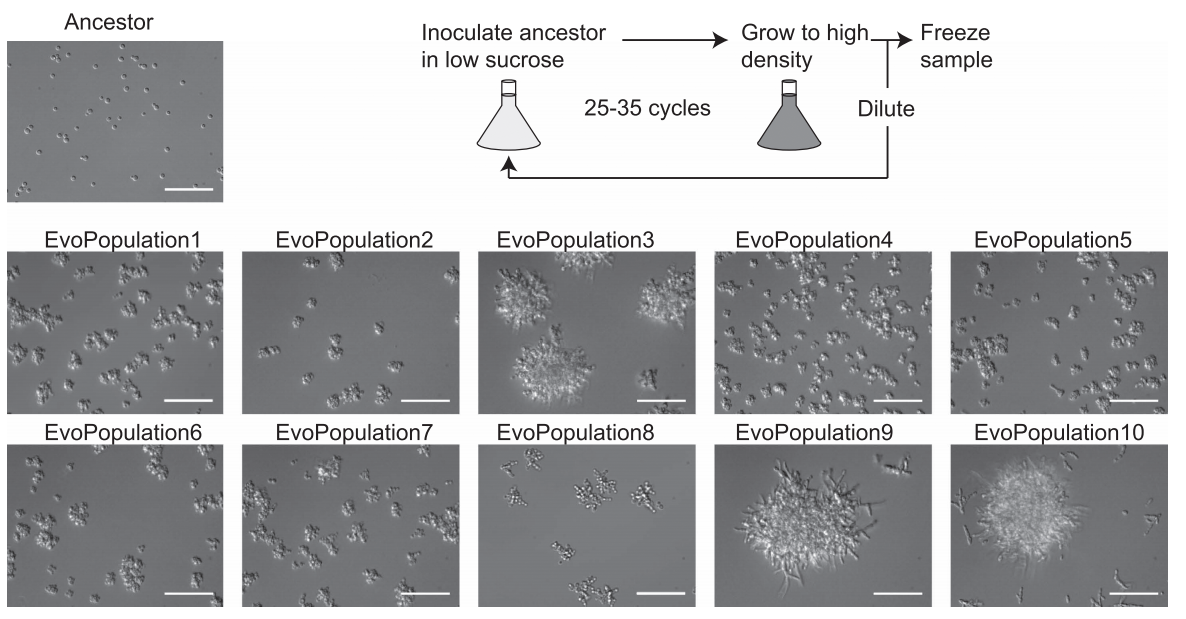 Ancestor
Inoculate ancestor
in low sucrose
Grow to high
density
Freeze
sample
25-35 cycles
Dilute
EvoPopulation1
EvoPopulation2
EvoPopulation3
EvoPopulation4
EvoPopulation5
EvoPopulation6
EvoPopulation7
EvoPopulation8
EvoPopulation9
EvoPopulation10